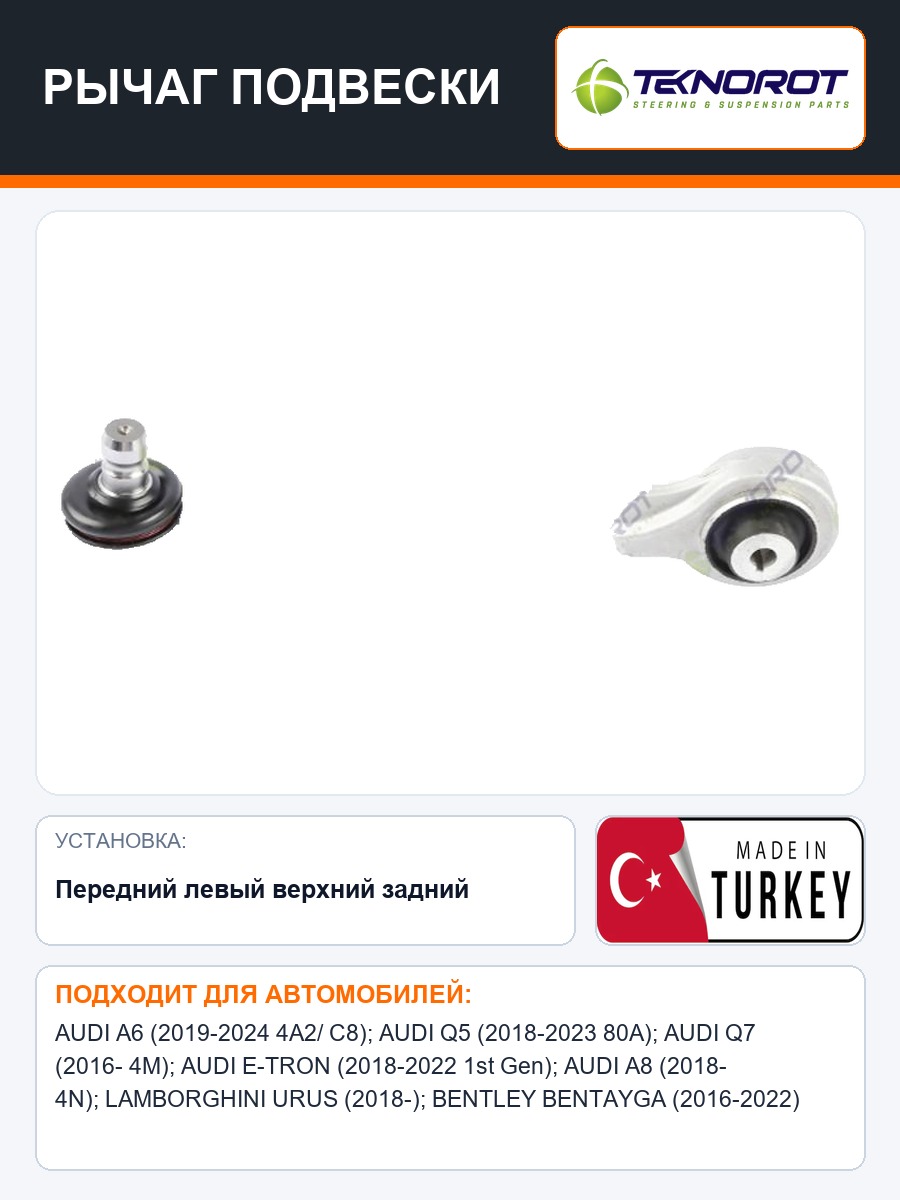 РЫЧАГ ПОДВЕСКИ
TEKNOROT
STEERING & SUSPENSION PARTS
УСТАНОВКА:
Передний левый верхний задний
MADE IN
TURKEY
ПОДХОДИТ ДЛЯ АВТОМОБИЛЕЙ:
AUDI A6 (2019-2024 4A2/ C8); AUDI Q5 (2018-2023 80A); AUDI Q7
(2016- 4M); AUDI E-TRON (2018-2022 1st Gen); AUDI A8 (2018-
4N); LAMBORGHINI URUS (2018-); BENTLEY BENTAYGA (2016-2022)